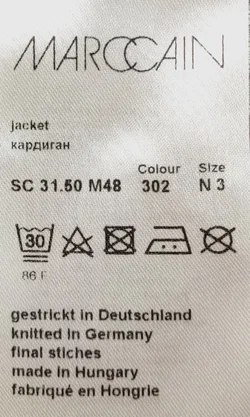 MARCCAIN
jacket
кардиган
Colour Size
SC 31.50 M48 302 N 3
30
86 F
gestrickt in Deutschland
knitted in Germany
final stiches
made in Hungary
fabriqué en Hongrie